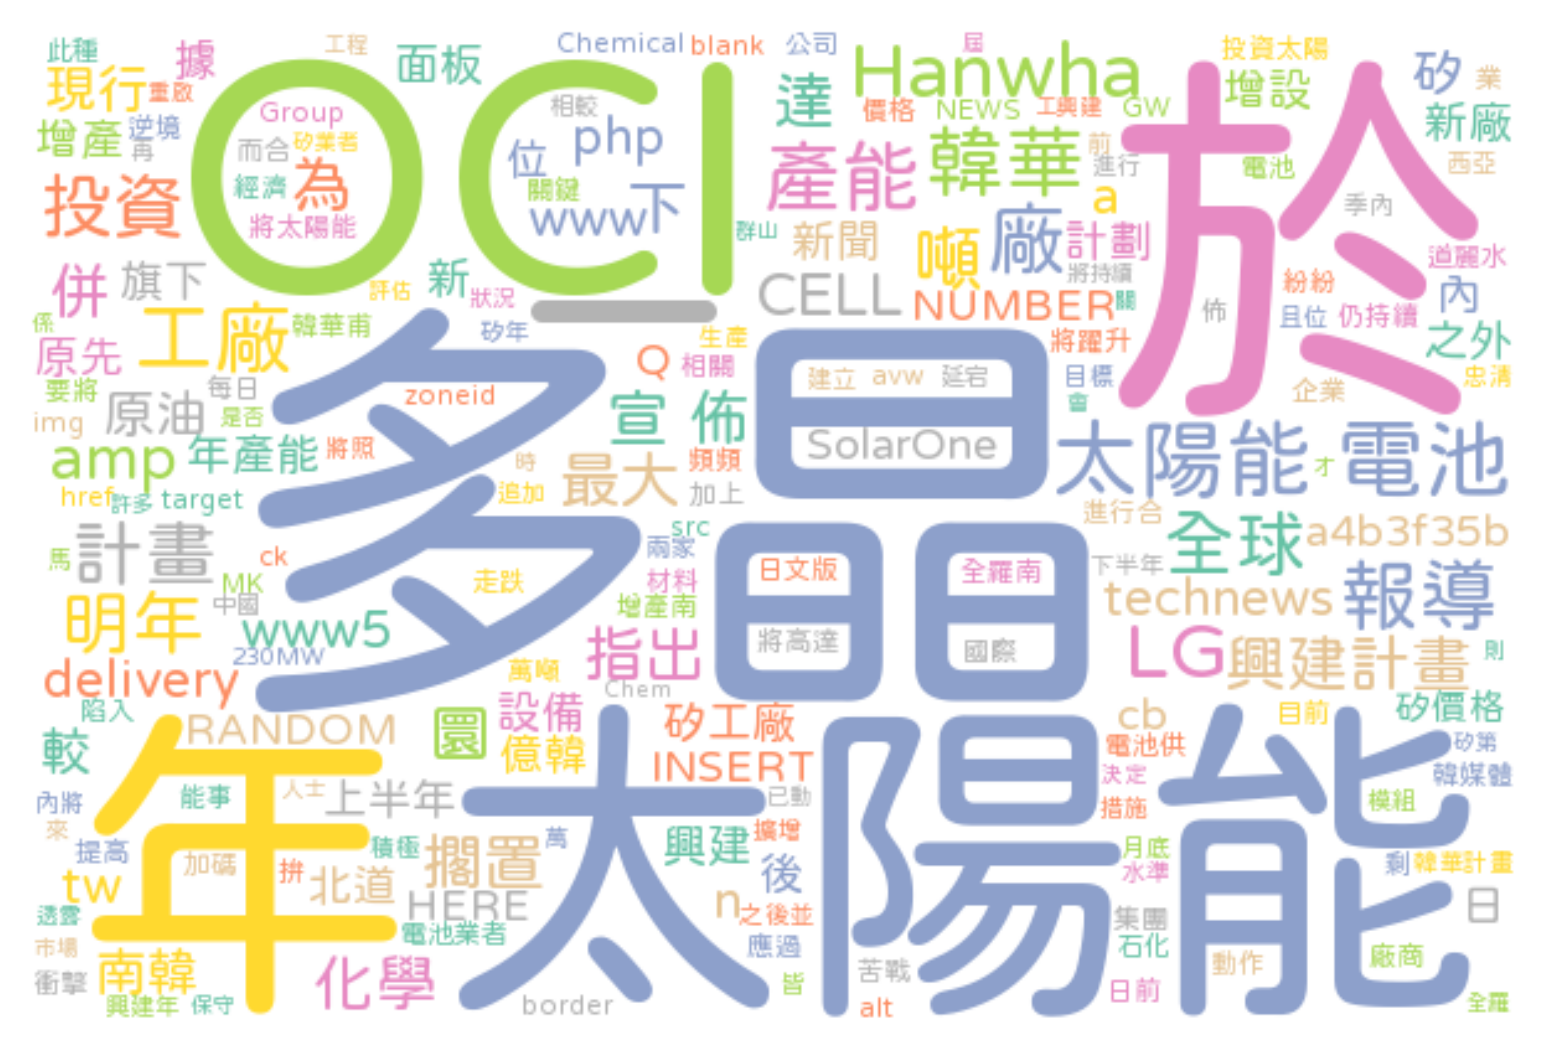 此種
據
工程
面板
Chemical
blank
公司
Hanwha
屆
投資太陽
矽
業
現行
重啟
OCI
相較
達
價格
NEWS
工興建
GW
增設
新廠
於
Group
增產
逆境
再
而合
矽業者
經濟
為
將太陽能
位
php
關鍵
www
下
產能
韓華
前
進行
電池
西亞
a
季內
投資
群山
新聞
噸
廠
計劃
道麗水
併
旗下
評估
新
狀況
CELL
NUMBER
將持續
關
紛紛
內
佈
且位
仍持續
之外
係
工廠
韓華甫
矽年
生產
原先
Q
相關
將躍升
要將
每日
多晶
zoneid
建立
avw
延宕
目標
會
企業
忠清
img
原油
是否
宣佈
SolarOne
太陽能
才
電池
amp
年產能
將照
時
最大
頻頻
href
許多
target
追加
加上
進行合
全球
a4b3f35b
馬
計畫
ck
src
兩家
日文版
全羅南
下半年
MK
中國
走跌
材料
增產南
technews
報導
明年
www5
230MW
指出
將高達
國際
LG
興建計畫
則
delivery
萬噸
Chem
陷入
RANDOM
圜
設備
矽工廠
cb
目前
矽價格
較
億韓
INSERT
電池供
矽第
年
太陽能
決定
韓媒體
內將
能事
人士
上半年
已動
措施
模組
來
提高
積極
萬
興建
擴增
月底
加碼
拚
北道
擱置
後
水準
剩
韓華計畫
tw
透露
HERE
n
之後並
集團
日
市場
電池業者
應過
石化
南韓
化學
苦戰
動作
廠商
衝擊
皆
日前
興建年
保守
border
alt
全羅